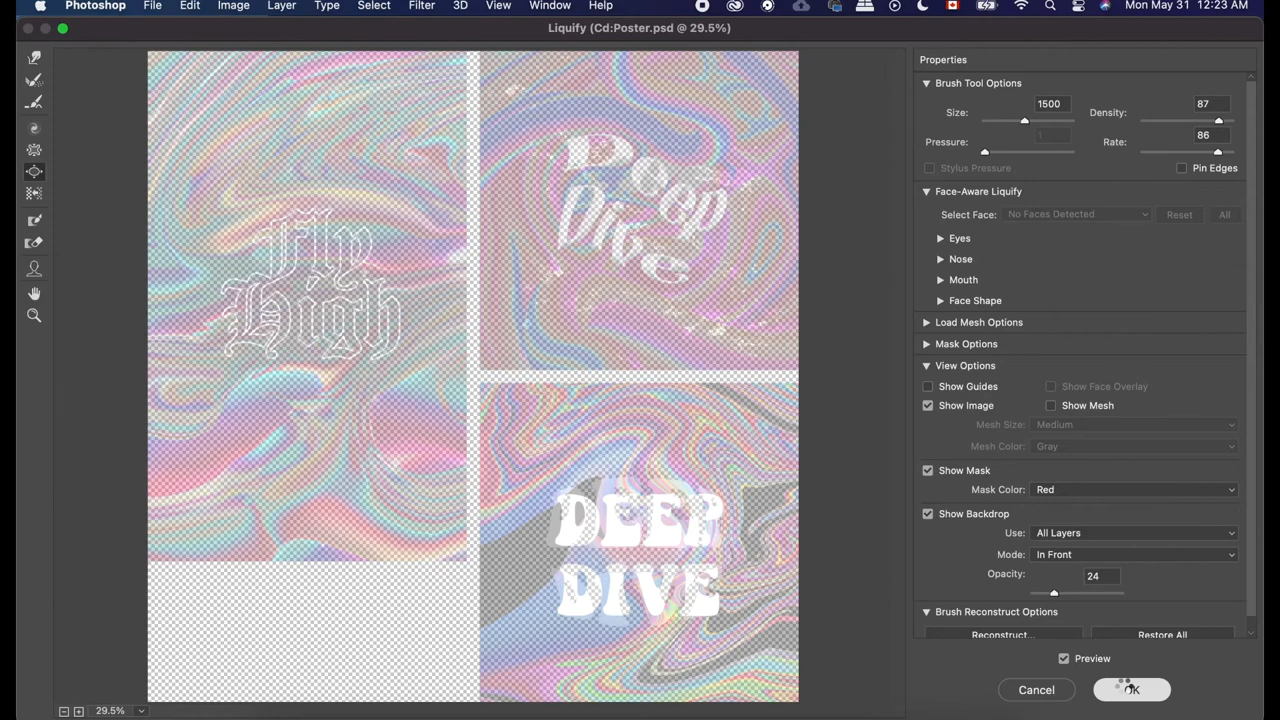 Photoshop File Edit Image Layer Type Select Filter 3D View Window Help Mon May 31 12:23 AM
Liquify (Cd:Poster.psd @ 29.5%)
Properties
Brush Tool Options
Size: 1500 Density: 87
Pressure: 1 Rate: 86
Stylus Pressure Pin Edges
Face-Aware Liquify
Select Face: No Faces Detected Reset All
Eyes
Nose
Mouth
Face Shape
Load Mesh Options
Mask Options
View Options
Show Guides Show Face Overlay
Show Image Show Mesh
Mesh Size: Medium
Mesh Color: Gray
Show Mask
Mask Color: Red
Show Backdrop
Use: All Layers
Mode: In Front
Opacity: 24
Brush Reconstruct Options
Reconstruct... Restore All
Preview
Cancel OK
Fly
High
Deep
Dive
DEEP
DIVE
29.5%